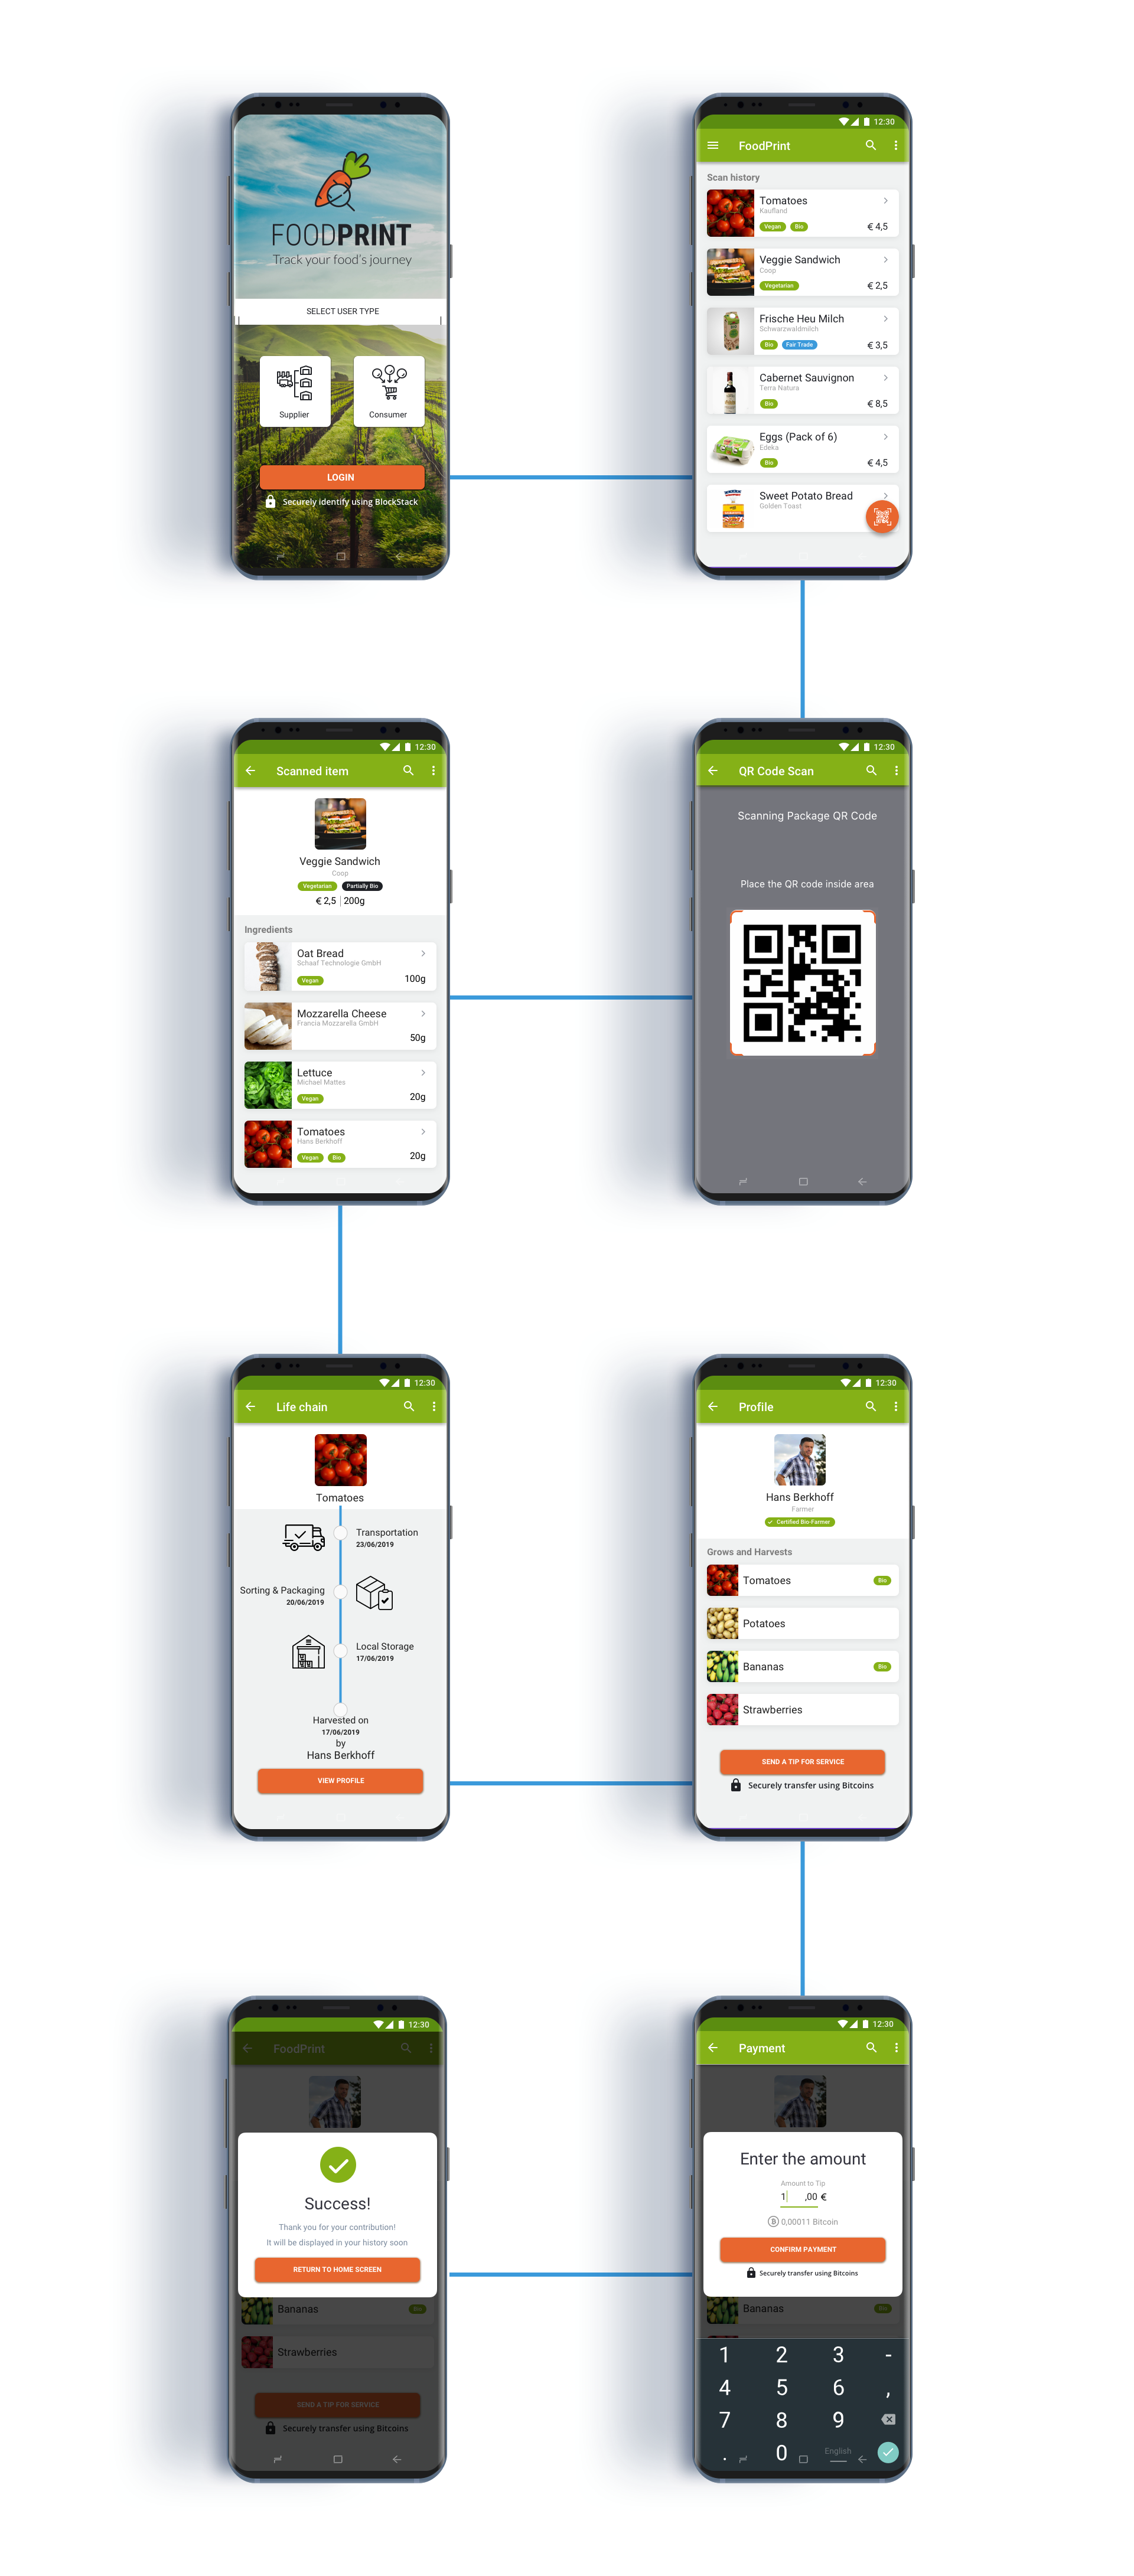 FOODPRINT
Track your food's journey
SELECT USER TYPE
Supplier
Consumer
LOGIN
Securely identify using BlockStack
12:30
FoodPrint
Scan history
Tomatoes
Kaufland
Vegan Bio
€ 4,5
Veggie Sandwich
Coop
Vegetarian
€ 2,5
Frische Heu Milch
Schwarzwaldmilch
Bio Fair Trade
€ 3,5
Cabernet Sauvignon
Terra Natura
Bio
€ 8,5
Eggs (Pack of 6)
Edeka
Bio
€ 4,5
Sweet Potato Bread
Golden Toast
12:30
Scanned item
Veggie Sandwich
Coop
Vegetarian Partially Bio
€ 2,5 200g
Ingredients
Oat Bread
Schaaf Technologie GmbH
Vegan
100g
Mozzarella Cheese
Francia Mozzarella GmbH
50g
Lettuce
Michael Mattes
Vegan
20g
Tomatoes
Hans Berkhoff
Vegan Bio
20g
12:30
QR Code Scan
Scanning Package QR Code
Place the QR code inside area
12:30
Life chain
Tomatoes
Transportation
23/06/2019
Sorting & Packaging
20/06/2019
Local Storage
17/06/2019
Harvested on
17/06/2019
by
Hans Berkhoff
VIEW PROFILE
12:30
Profile
Hans Berkhoff
Farmer
Certified Bio-Farmer
Grows and Harvests
Tomatoes
Bio
Potatoes
Bananas
Bio
Strawberries
SEND A TIP FOR SERVICE
Securely transfer using Bitcoins
12:30
FoodPrint
Success!
Thank you for your contribution!
It will be displayed in your history soon
RETURN TO HOME SCREEN
Bananas
Bio
Strawberries
SEND A TIP FOR SERVICE
Securely transfer using Bitcoins
12:30
Payment
Enter the amount
Amount to Tip
1 ,00 €
0,00011 Bitcoin
CONFIRM PAYMENT
Securely transfer using Bitcoins
Bananas
Bio
1 2 3 -
4 5 6 ,
7 8 9
. 0 English